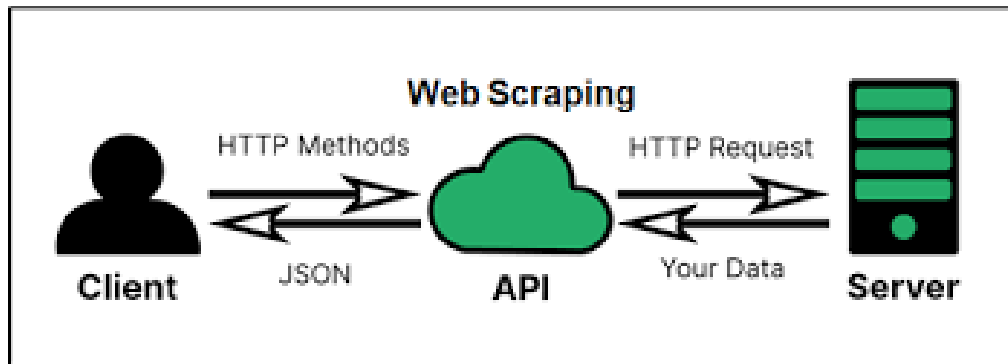 Web Scraping
HTTP Methods
HTTP Request
JSON
Your Data
Client
API
Server